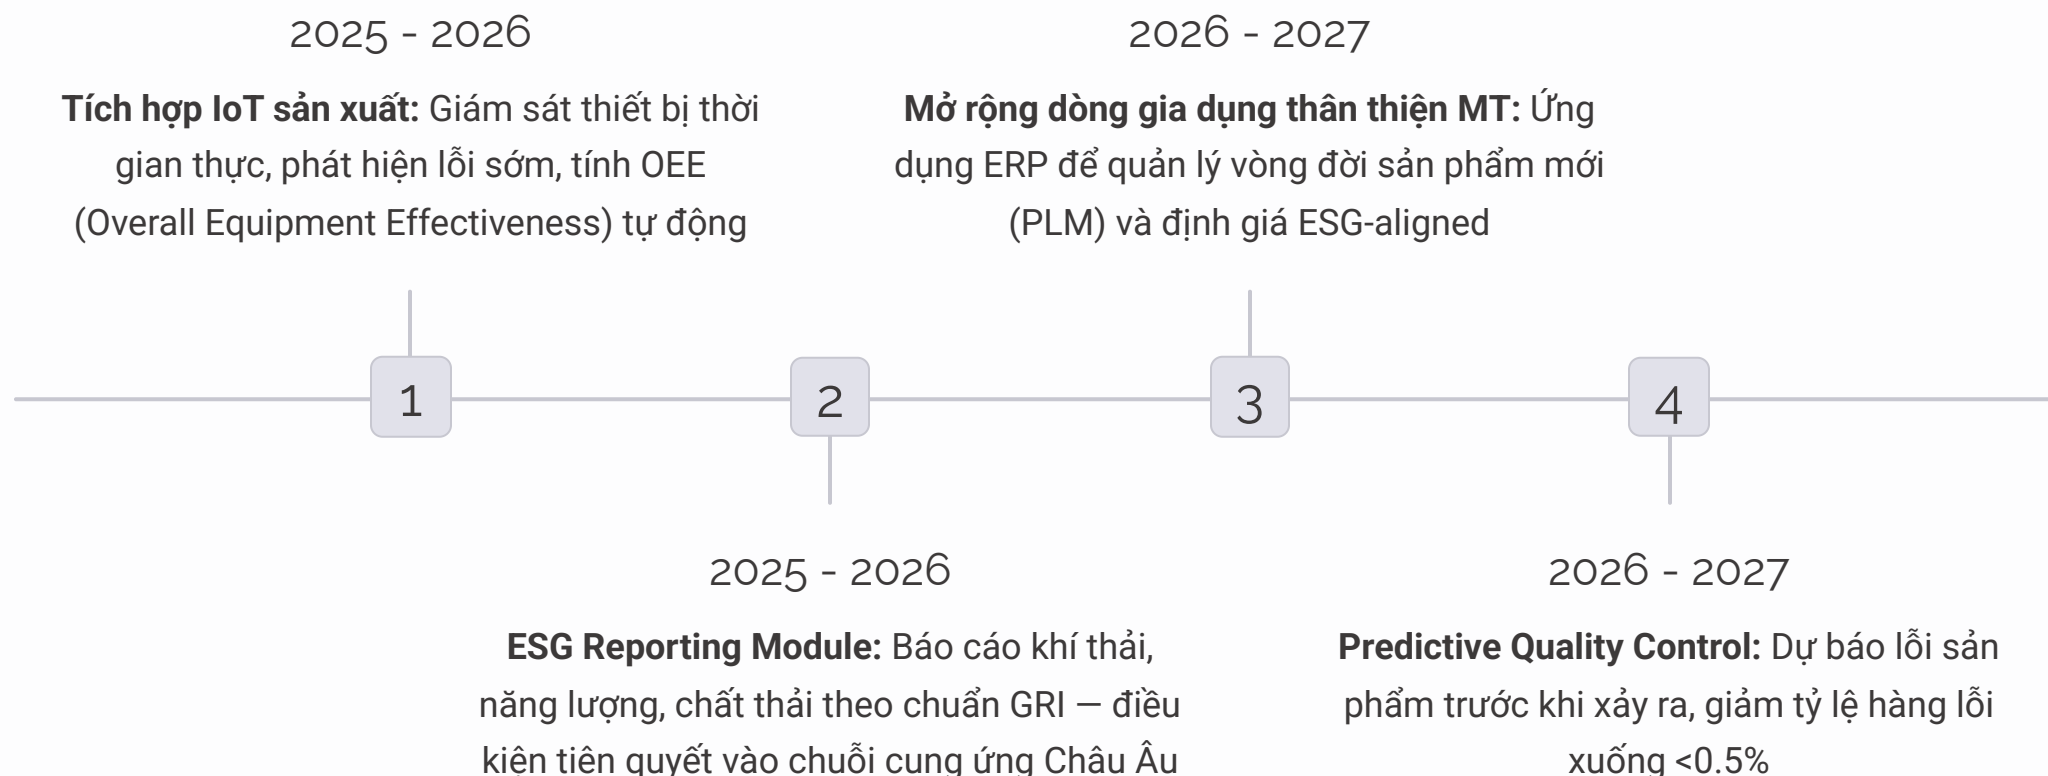 2025 - 2026
Tích hợp IoT sản xuất: Giám sát thiết bị thời
gian thực, phát hiện lỗi sớm, tính OEE
(Overall Equipment Effectiveness) tự động
2026 - 2027
Mở rộng dòng gia dụng thân thiện MT: Ứng
dụng ERP để quản lý vòng đời sản phẩm mới
(PLM) và định giá ESG-aligned
1
2
3
4
2025 - 2026
ESG Reporting Module: Báo cáo khí thải,
năng lượng, chất thải theo chuẩn GRI — điều
kiện tiên quyết vào chuỗi cung ứng Châu Âu
2026 - 2027
Predictive Quality Control: Dự báo lỗi sản
phẩm trước khi xảy ra, giảm tỷ lệ hàng lỗi
xuống <0.5%